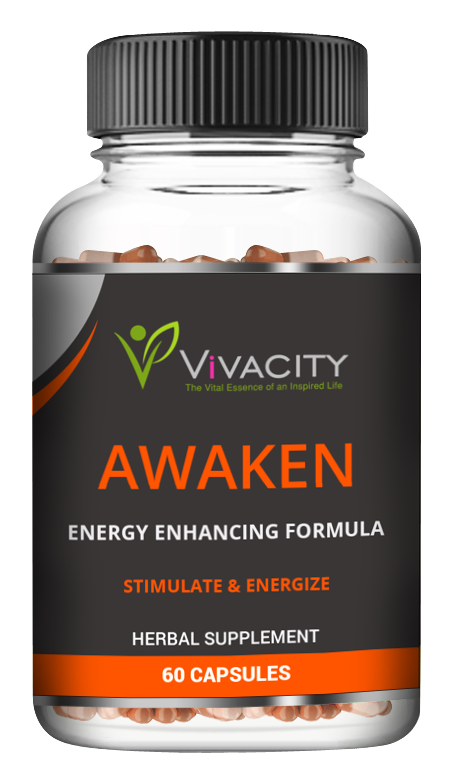 ViVACITY
The Vital Essence of an Inspired Life
AWAKEN
ENERGY ENHANCING FORMULA
STIMULATE & ENERGIZE
HERBAL SUPPLEMENT
60 CAPSULES